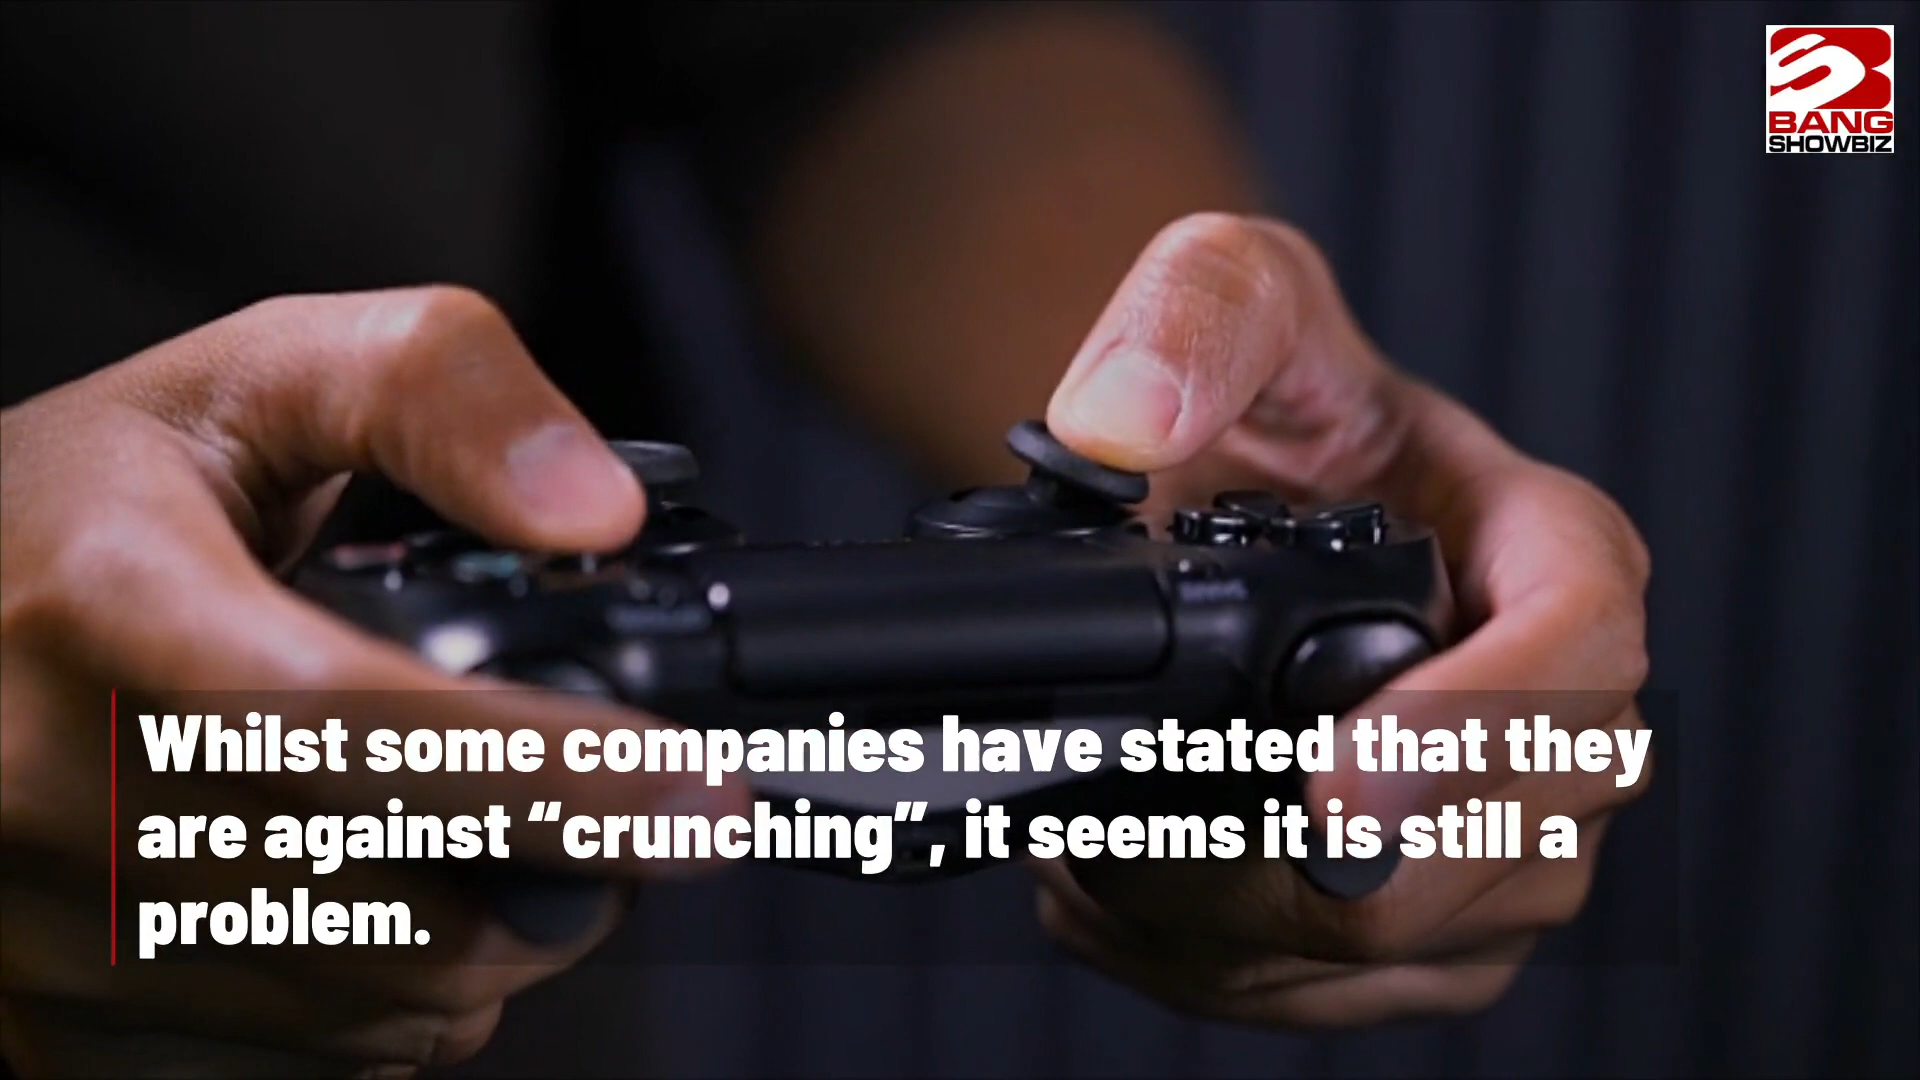 BANG
SHOWBIZ
Whilst some companies have stated that they
are against “crunching”, it seems it is still a
problem.